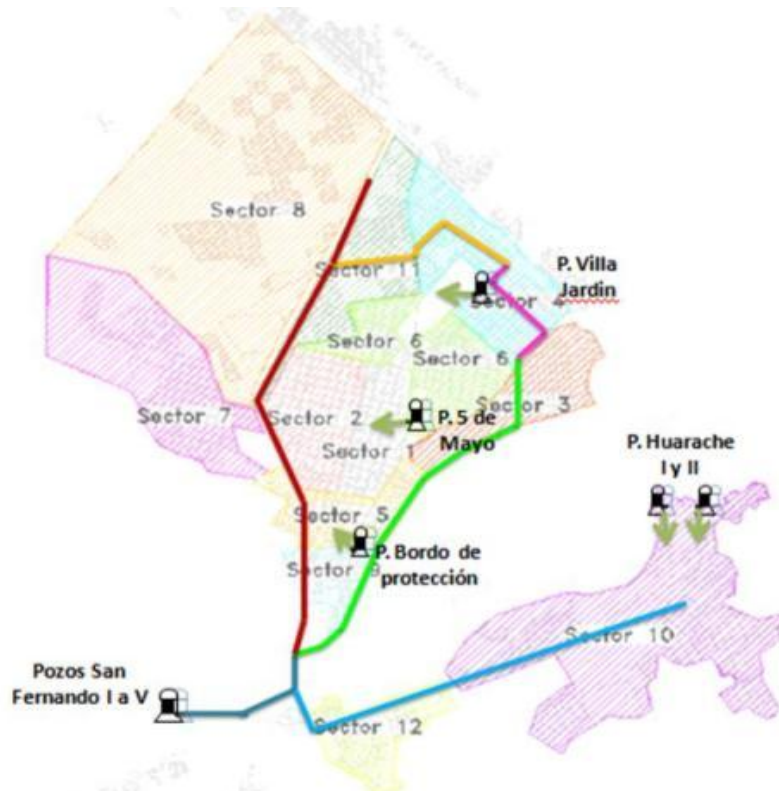 Sector 8
Sector 11
P. Villa
Jardin
Sector 4
Sector 6
Sector 6
Sector 7
Sector 2
Sector 3
P. 5 de
Mayo
Sector 1
P. Huarache
I y II
Sector 5
P. Bordo de
protección
Sector 9
Sector 10
Pozos San
Fernando I a V
Sector 12